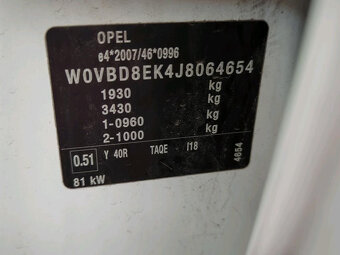 OPEL
e4*2007/46*0996
W0VBD8EK4J8064654
1930 kg
3430 kg
1-0960 kg
2-1000 kg
0.51 Y 40R TAQE I18 4654
81 kW